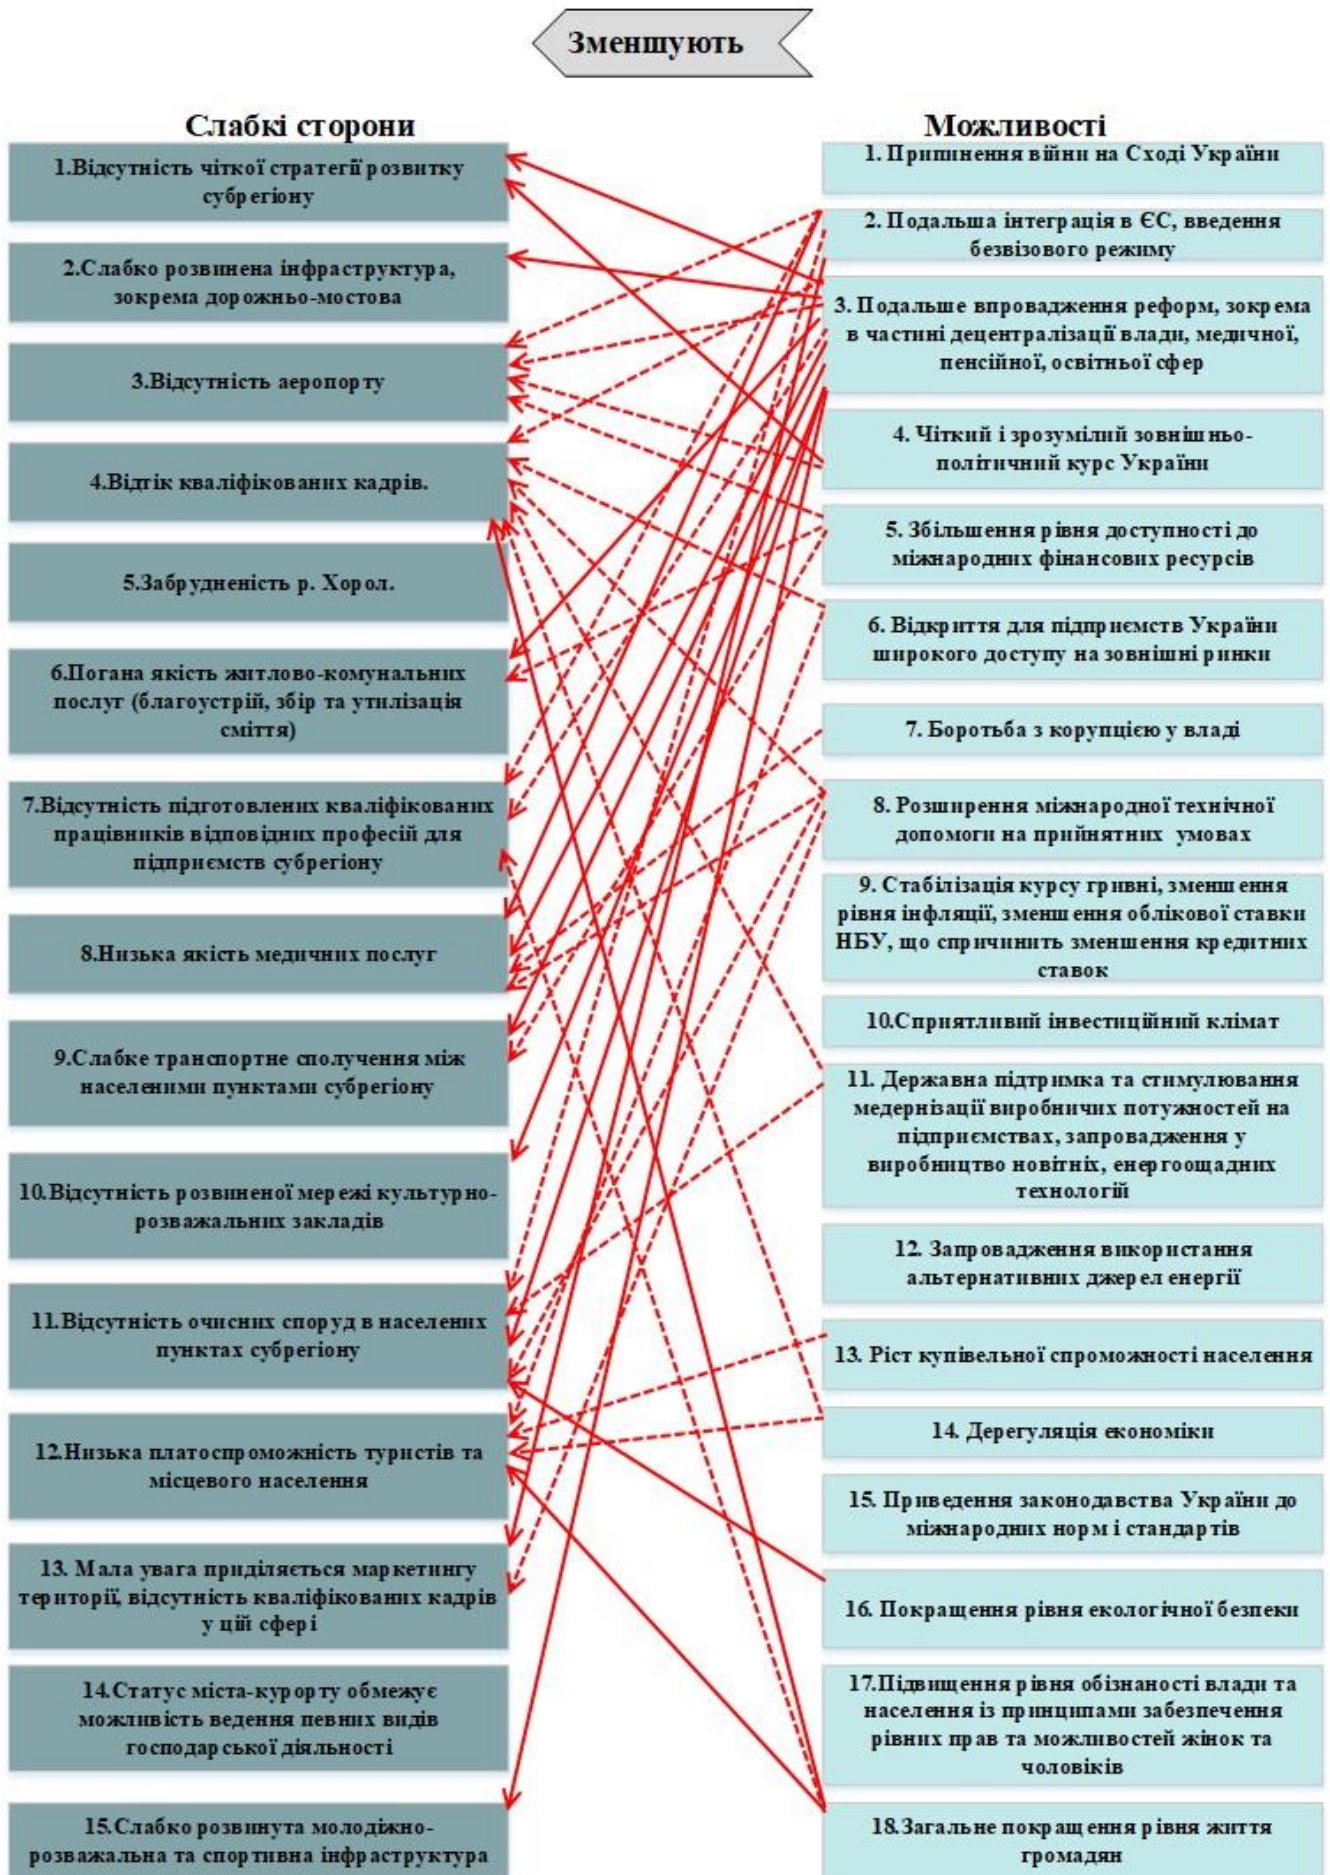 Зменшують
Слабкі сторони
1.Відсутність чіткої стратегії розвитку
субрегіону
2.Слабко розвинена інфраструктура,
зокрема дорожньо-мостова
3.Відсутність аеропорту
4.Відтік кваліфікованих кадрів.
5.Забрудненість р. Хорол.
6.Погана якість житлово-комунальних
послуг (благоустрій, збір та утилізація
сміття)
7.Відсутність підготовлених кваліфікованих
працівників відповідних професій для
підприємств субрегіону
8.Низька якість медичних послуг
9.Слабке транспортне сполучення між
населеними пунктами субрегіону
10.Відсутність розвиненої мережі культурно-
розважальних закладів
11.Відсутність очисних споруд в населених
пунктах субрегіону
12.Низька платоспроможність туристів та
місцевого населення
13. Мала увага приділяється маркетингу
території, відсутність кваліфікованих кадрів
у цій сфері
14.Статус міста-курорту обмежує
можливість ведення певних видів
господарської діяльності
15.Слабко розвинута молодіжно-
розважальна та спортивна інфраструктура
Можливості
1. Припинення війни на Сході України
2. Подальша інтеграція в ЄС, введення
безвізового режиму
3. Подальше впровадження реформ, зокрема
в частині децентралізації влади, медичної,
пенсійної, освітньої сфер
4. Чіткий і зрозумілий зовнішньо-
політичний курс України
5. Збільшення рівня доступності до
міжнародних фінансових ресурсів
6. Відкриття для підприємств України
широкого доступу на зовнішні ринки
7. Боротьба з корупцією у владі
8. Розширення міжнародної технічної
допомоги на прийнятних умовах
9. Стабілізація курсу гривні, зменшення
рівня інфляції, зменшення облікової ставки
НБУ, що спричинить зменшення кредитних
ставок
10.Сприятливий інвестиційний клімат
11. Державна підтримка та стимулювання
медернізації виробничих потужностей на
підприємствах, запровадження у
виробництво новітніх, енергоощадних
технологій
12. Запровадження використання
альтернативних джерел енергії
13. Ріст купівельної спроможності населення
14. Дерегуляція економіки
15. Приведення законодавства України до
міжнародних норм і стандартів
16. Покращення рівня екологічної безпеки
17.Підвищення рівня обізнаності влади та
населення із принципами забезпечення
рівних прав та можливостей жінок та
чоловіків
18.Загальне покращення рівня життя
громадян